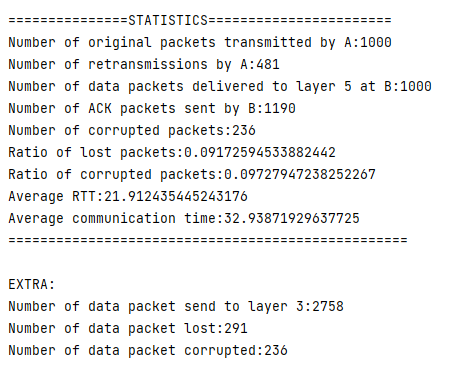 ===============STATISTICS=======================
Number of original packets transmitted by A:1000
Number of retransmissions by A:481
Number of data packets delivered to layer 5 at B:1000
Number of ACK packets sent by B:1190
Number of corrupted packets:236
Ratio of lost packets:0.09172594533882442
Ratio of corrupted packets:0.09727947238252267
Average RTT:21.912435445243176
Average communication time:32.93871929637725
==================================================
EXTRA:
Number of data packet send to layer 3:2758
Number of data packet lost:291
Number of data packet corrupted:236